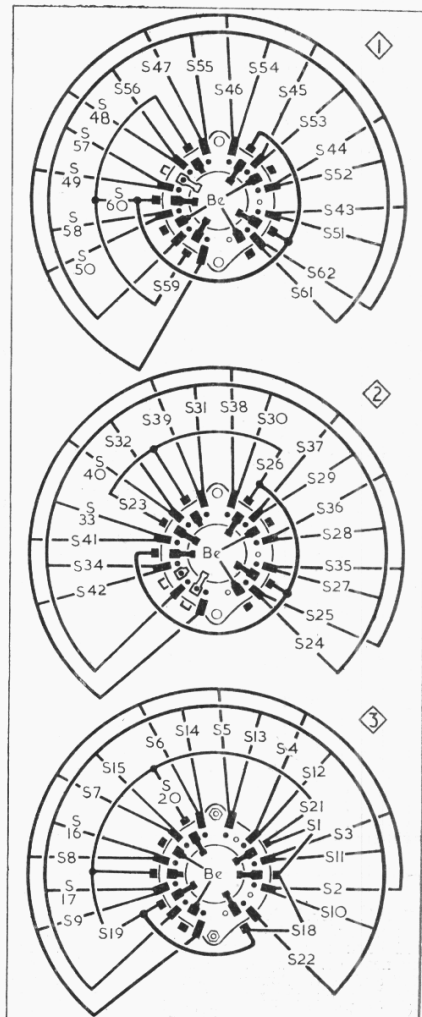 1
S47
S55
S46
S54
S45
S56
S53
S
48
S
57
S44
S52
S
49
S
60
Be
S43
S
58
S51
S
50
S62
S59
S61
2
S39
S31
S38
S30
S32
S37
S
40
S26
S29
S23
S36
S
33
S28
S41
Be
S34
S35
S42
S27
S25
S24
3
S6
S14
S5
S13
S4
S15
S12
S7
S
20
S21
S1
S
16
S3
S8
S11
Be
S
17
S2
S9
S10
S19
S18
S22